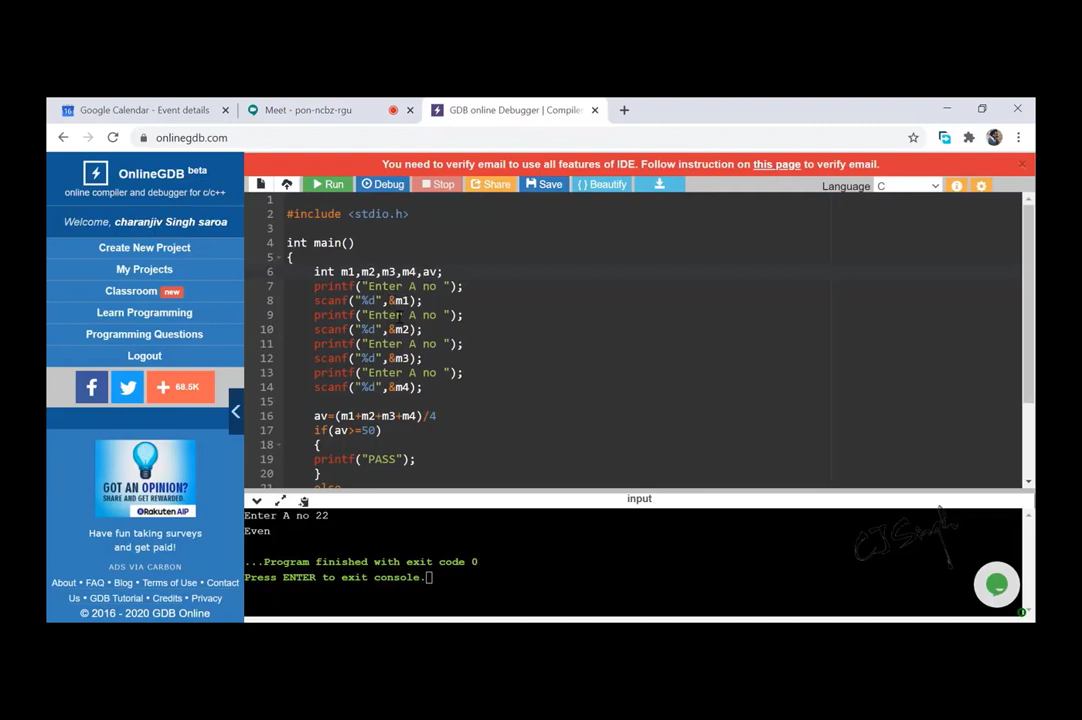 Google Calendar - Event details
Meet - pon-ncbz-rgu
GDB online Debugger | Compiler
onlinegdb.com
OnlineGDB beta
online compiler and debugger for c/c++
Welcome, charanjiv Singh saroa
Create New Project
My Projects
Classroom new
Learn Programming
Programming Questions
Logout
68.5K
GOT AN OPINION?
SHARE AND GET REWARDED.
Rakuten AIP
Have fun taking surveys
and get paid!
ADS VIA CARBON
About • FAQ • Blog • Terms of Use • Contact
Us • GDB Tutorial • Credits • Privacy
© 2016 - 2020 GDB Online
You need to verify email to use all features of IDE. Follow instruction on this page to verify email.
Run Debug Stop Share Save { } Beautify Language C
1
2 #include <stdio.h>
3
4 int main()
5 {
6 int m1,m2,m3,m4,av;
7 printf("Enter A no ");
8 scanf("%d",&m1);
9 printf("Enter A no ");
10 scanf("%d",&m2);
11 printf("Enter A no ");
12 scanf("%d",&m3);
13 printf("Enter A no ");
14 scanf("%d",&m4);
15
16 av=(m1+m2+m3+m4)/4
17 if(av>=50)
18 {
19 printf("PASS");
20 }
21 else
input
Enter A no 22
Even
...Program finished with exit code 0
Press ENTER to exit console.
CJ Singh